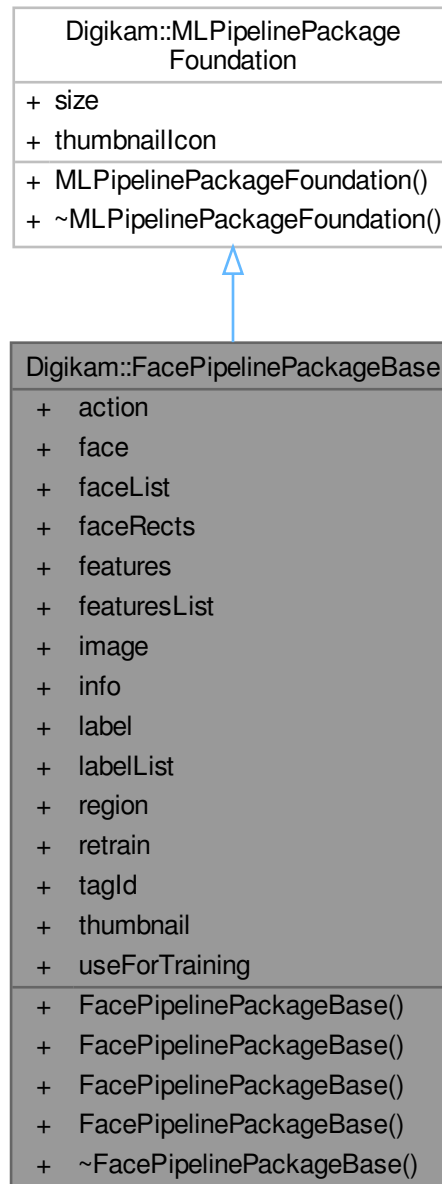 Digikam::MLPipelinePackage
Foundation
+ size
+ thumbnailIcon
+ MLPipelinePackageFoundation()
+ ~MLPipelinePackageFoundation()
Digikam::FacePipelinePackageBase
+ action
+ face
+ faceList
+ faceRects
+ features
+ featuresList
+ image
+ info
+ label
+ labelList
+ region
+ retrain
+ tagId
+ thumbnail
+ useForTraining
+ FacePipelinePackageBase()
+ FacePipelinePackageBase()
+ FacePipelinePackageBase()
+ FacePipelinePackageBase()
+ ~FacePipelinePackageBase()